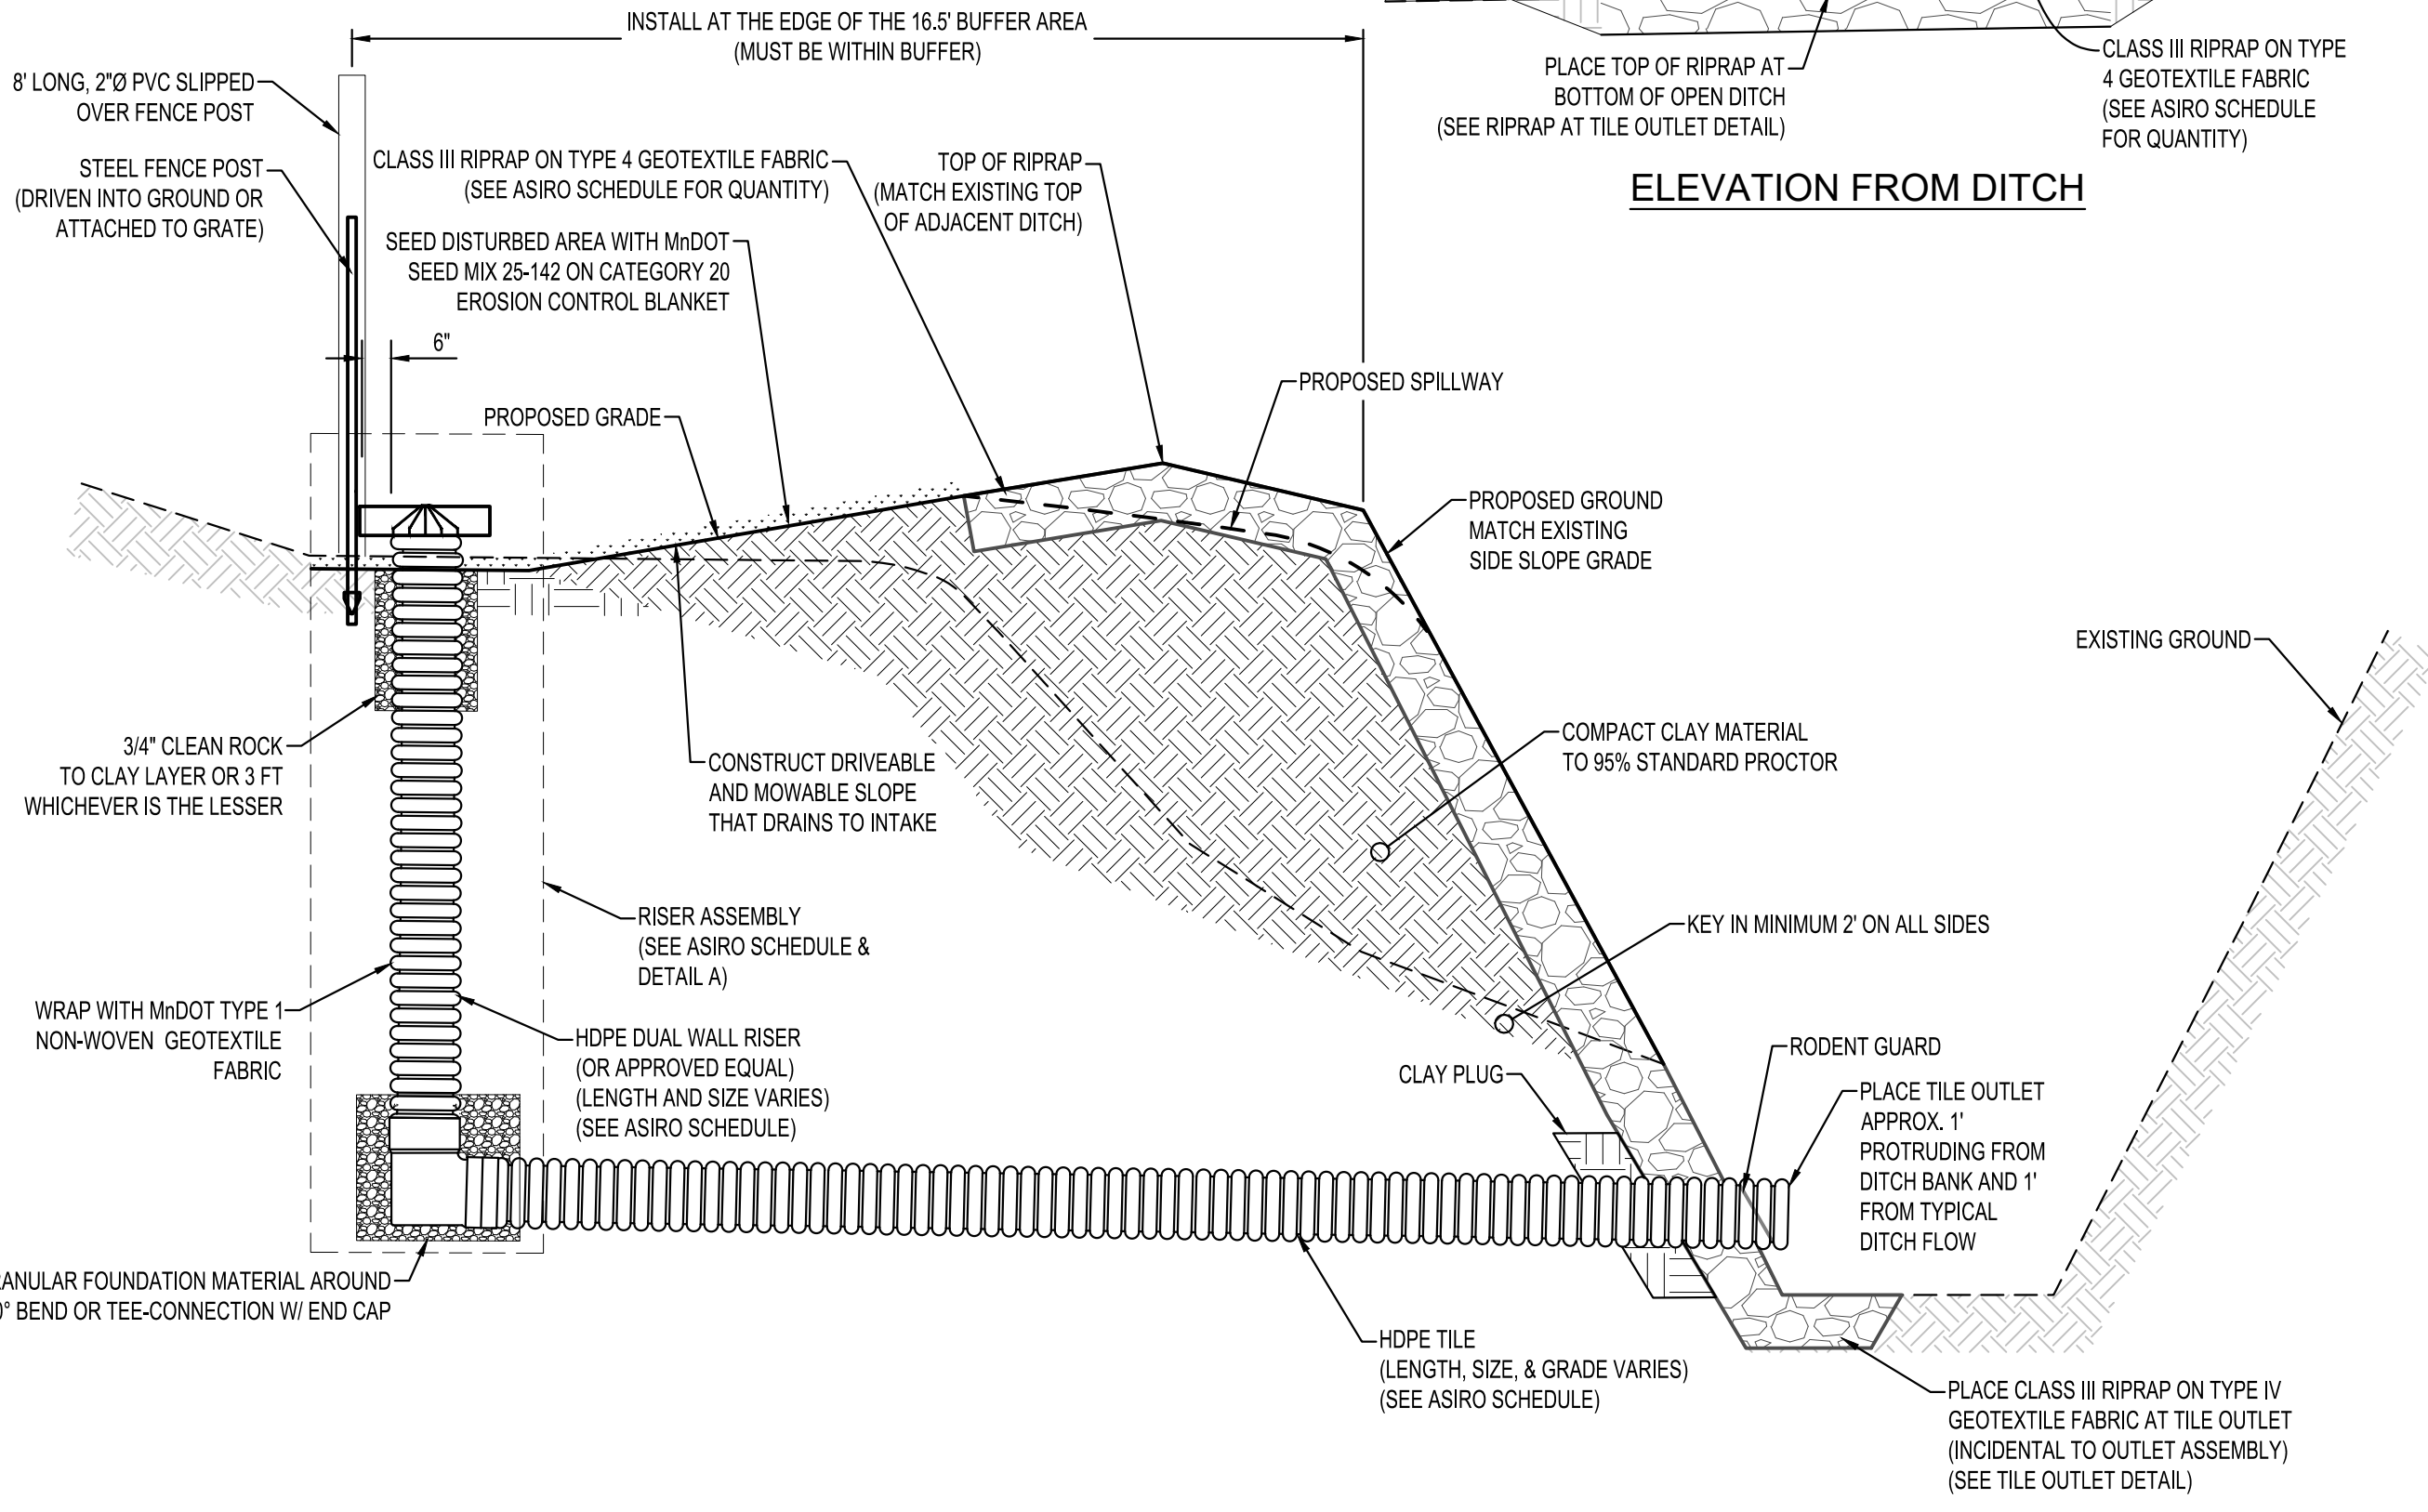 INSTALL AT THE EDGE OF THE 16.5' BUFFER AREA
(MUST BE WITHIN BUFFER)
8' LONG, 2"Ø PVC SLIPPED
OVER FENCE POST
STEEL FENCE POST
(DRIVEN INTO GROUND OR
ATTACHED TO GRATE)
CLASS III RIPRAP ON TYPE 4 GEOTEXTILE FABRIC
(SEE ASIRO SCHEDULE FOR QUANTITY)
TOP OF RIPRAP
(MATCH EXISTING TOP
OF ADJACENT DITCH)
PLACE TOP OF RIPRAP AT
BOTTOM OF OPEN DITCH
(SEE RIPRAP AT TILE OUTLET DETAIL)
CLASS III RIPRAP ON TYPE
4 GEOTEXTILE FABRIC
(SEE ASIRO SCHEDULE
FOR QUANTITY)
ELEVATION FROM DITCH
SEED DISTURBED AREA WITH MnDOT
SEED MIX 25-142 ON CATEGORY 20
EROSION CONTROL BLANKET
6"
PROPOSED GRADE
PROPOSED SPILLWAY
PROPOSED GROUND
MATCH EXISTING
SIDE SLOPE GRADE
EXISTING GROUND
3/4" CLEAN ROCK
TO CLAY LAYER OR 3 FT
WHICHEVER IS THE LESSER
CONSTRUCT DRIVEABLE
AND MOWABLE SLOPE
THAT DRAINS TO INTAKE
COMPACT CLAY MATERIAL
TO 95% STANDARD PROCTOR
RISER ASSEMBLY
(SEE ASIRO SCHEDULE &
DETAIL A)
KEY IN MINIMUM 2' ON ALL SIDES
WRAP WITH MnDOT TYPE 1
NON-WOVEN GEOTEXTILE
FABRIC
HDPE DUAL WALL RISER
(OR APPROVED EQUAL)
(LENGTH AND SIZE VARIES)
(SEE ASIRO SCHEDULE)
CLAY PLUG
RODENT GUARD
PLACE TILE OUTLET
APPROX. 1'
PROTRUDING FROM
DITCH BANK AND 1'
FROM TYPICAL
DITCH FLOW
FOUNDATION MATERIAL AROUND
BEND OR TEE-CONNECTION W/ END CAP
HDPE TILE
(LENGTH, SIZE, & GRADE VARIES)
(SEE ASIRO SCHEDULE)
PLACE CLASS III RIPRAP ON TYPE IV
GEOTEXTILE FABRIC AT TILE OUTLET
(INCIDENTAL TO OUTLET ASSEMBLY)
(SEE TILE OUTLET DETAIL)